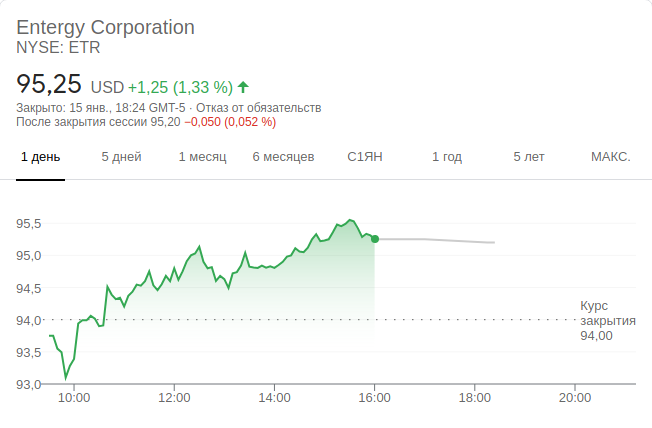 Entergy Corporation
NYSE: ETR
95,25 USD +1,25 (1,33 %)
Закрыто: 15 янв., 18:24 GMT-5 · Отказ от обязательств
После закрытия сессии 95,20 −0,050 (0,052 %)
1 день 5 дней 1 месяц 6 месяцев С1ЯН 1 год 5 лет МАКС.
95,5
95,0
94,5
94,0
93,5
93,0
Курс
закрытия
94,00
10:00 12:00 14:00 16:00 18:00 20:00